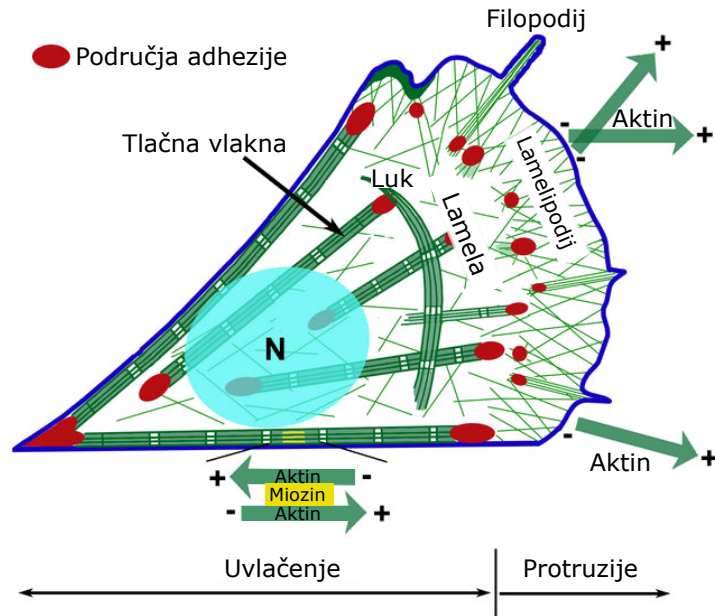 Filopodij
Područja adhezije
+
Aktin
-
+
-
Tlačna vlakna
Luk
Lamela
Lamelipodij
N
-
Aktin
+
+
Aktin
-
Miozin
-
Aktin
+
Uvlačenje
Protruzije